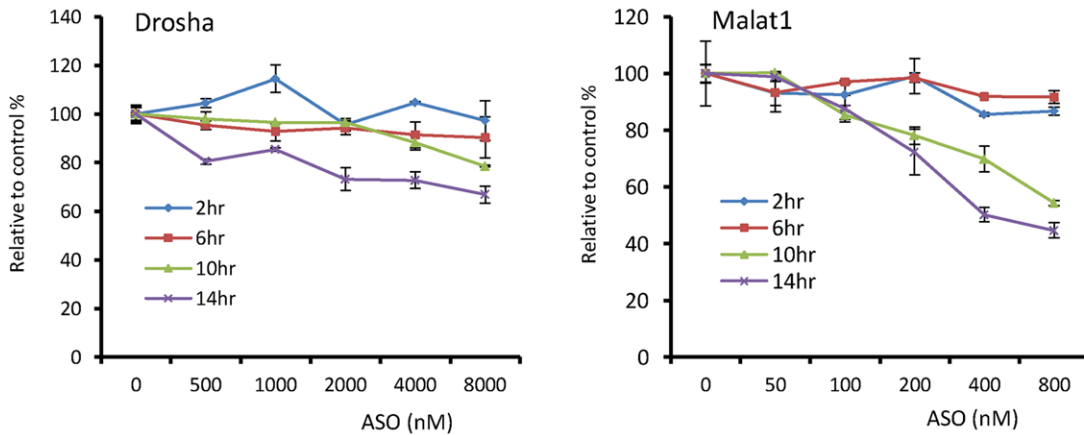 Drosha
Relative to control %
140
120
100
80
60
40
20
0
2hr
6hr
10hr
14hr
0 500 1000 2000 4000 8000
ASO (nM)
Malat1
Relative to control %
120
100
80
60
40
20
0
2hr
6hr
10hr
14hr
0 50 100 200 400 800
ASO (nM)